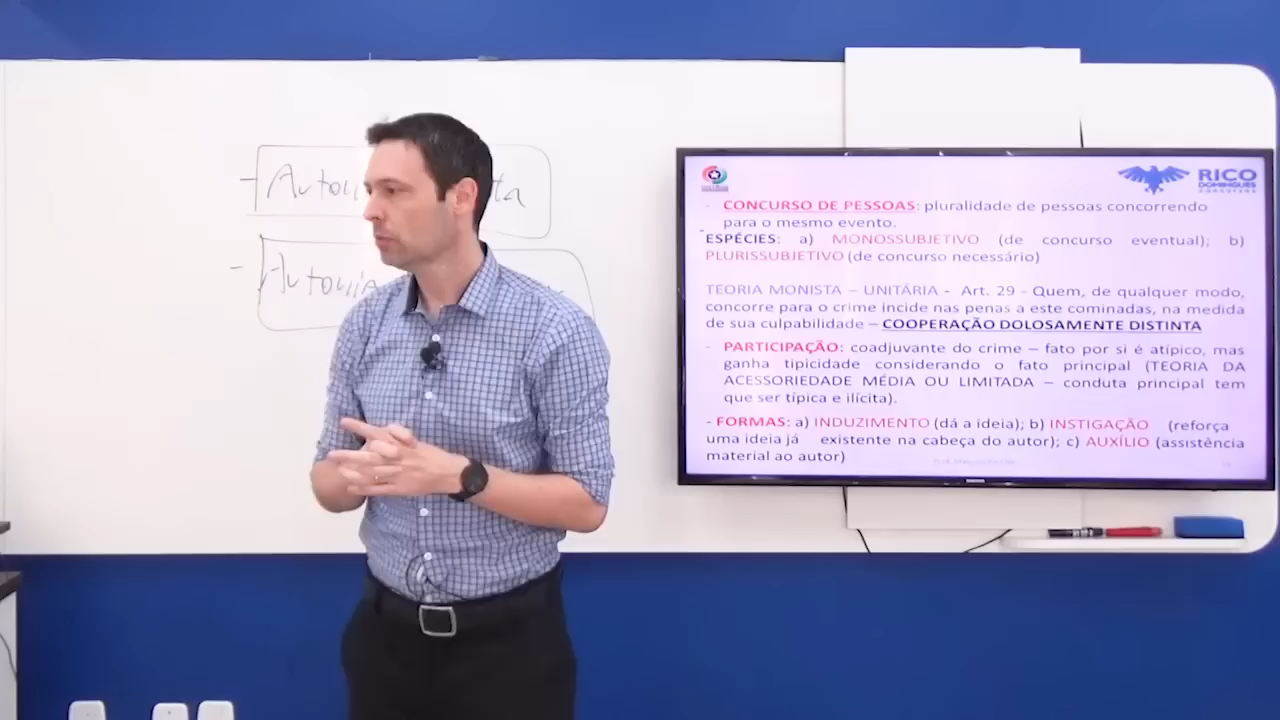 Auto
ta
Auto
RICO
DOMINGUES
CONCURSOS
- CONCURSO DE PESSOAS: pluralidade de pessoas concorrendo
para o mesmo evento.
ESPÉCIES: a) MONOSSUBJETIVO (de concurso eventual); b)
PLURISSUBJETIVO (de concurso necessário)
TEORIA MONISTA – UNITÁRIA - Art. 29 - Quem, de qualquer modo,
concorre para o crime incide nas penas a este cominadas, na medida
de sua culpabilidade – COOPERAÇÃO DOLOSAMENTE DISTINTA
- PARTICIPAÇÃO: coadjuvante do crime – fato por si é atípico, mas
ganha tipicidade considerando o fato principal (TEORIA DA
ACESSORIEDADE MÉDIA OU LIMITADA – conduta principal tem
que ser típica e ilícita).
- FORMAS: a) INDUZIMENTO (dá a ideia); b) INSTIGAÇÃO (reforça
uma ideia já existente na cabeça do autor); c) AUXÍLIO (assistência
material ao autor)